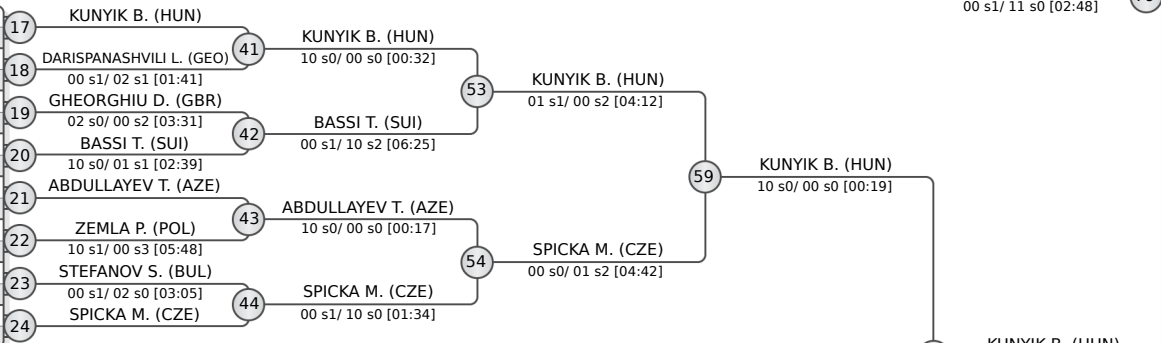 00 s1/ 11 s0 [02:48]
17
KUNYIK B. (HUN)
41
KUNYIK B. (HUN)
10 s0/ 00 s0 [00:32]
18
DARISPANASHVILI L. (GEO)
00 s1/ 02 s1 [01:41]
53
KUNYIK B. (HUN)
01 s1/ 00 s2 [04:12]
19
GHEORGHIU D. (GBR)
02 s0/ 00 s2 [03:31]
42
BASSI T. (SUI)
00 s1/ 10 s2 [06:25]
20
BASSI T. (SUI)
10 s0/ 01 s1 [02:39]
59
KUNYIK B. (HUN)
10 s0/ 00 s0 [00:19]
21
ABDULLAYEV T. (AZE)
43
ABDULLAYEV T. (AZE)
10 s0/ 00 s0 [00:17]
22
ZEMLA P. (POL)
10 s1/ 00 s3 [05:48]
54
SPICKA M. (CZE)
00 s0/ 01 s2 [04:42]
23
STEFANOV S. (BUL)
00 s1/ 02 s0 [03:05]
44
SPICKA M. (CZE)
00 s1/ 10 s0 [01:34]
24
SPICKA M. (CZE)
KUNYIK B. (HUN)